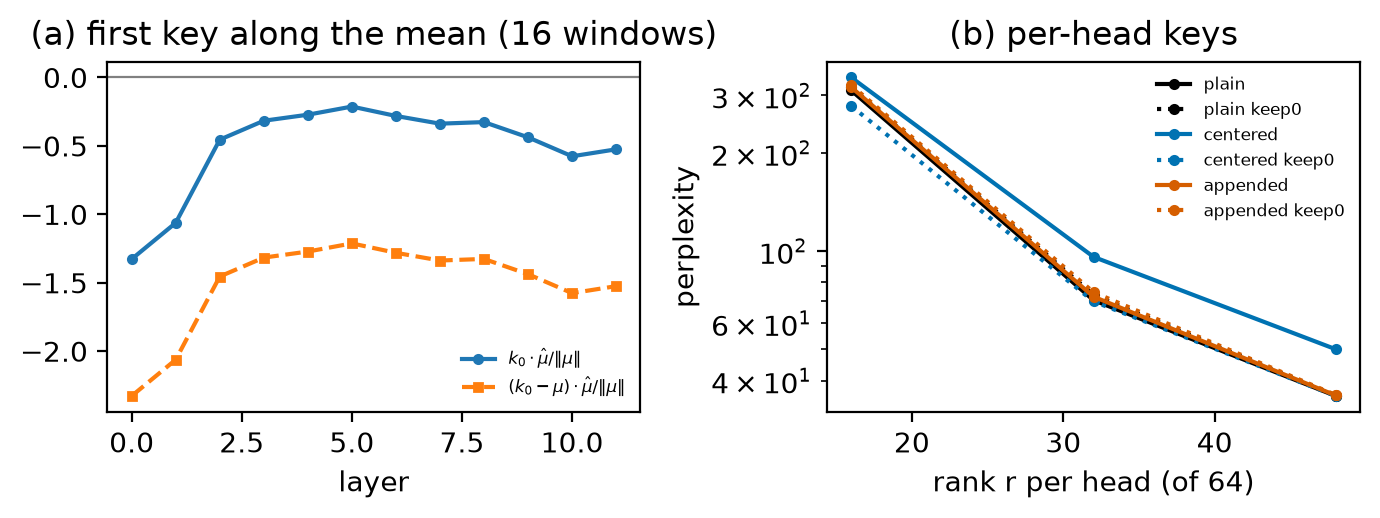 (a) first key along the mean (16 windows)
0.0
−0.5
−1.0
−1.5
−2.0
0.0 2.5 5.0 7.5 10.0
layer
k₀ · μ̂/‖μ‖
(k₀ − μ) · μ̂/‖μ‖
(b) per-head keys
perplexity
3 × 10²
2 × 10²
10²
6 × 10¹
4 × 10¹
20 30 40
rank r per head (of 64)
plain
plain keep0
centered
centered keep0
appended
appended keep0